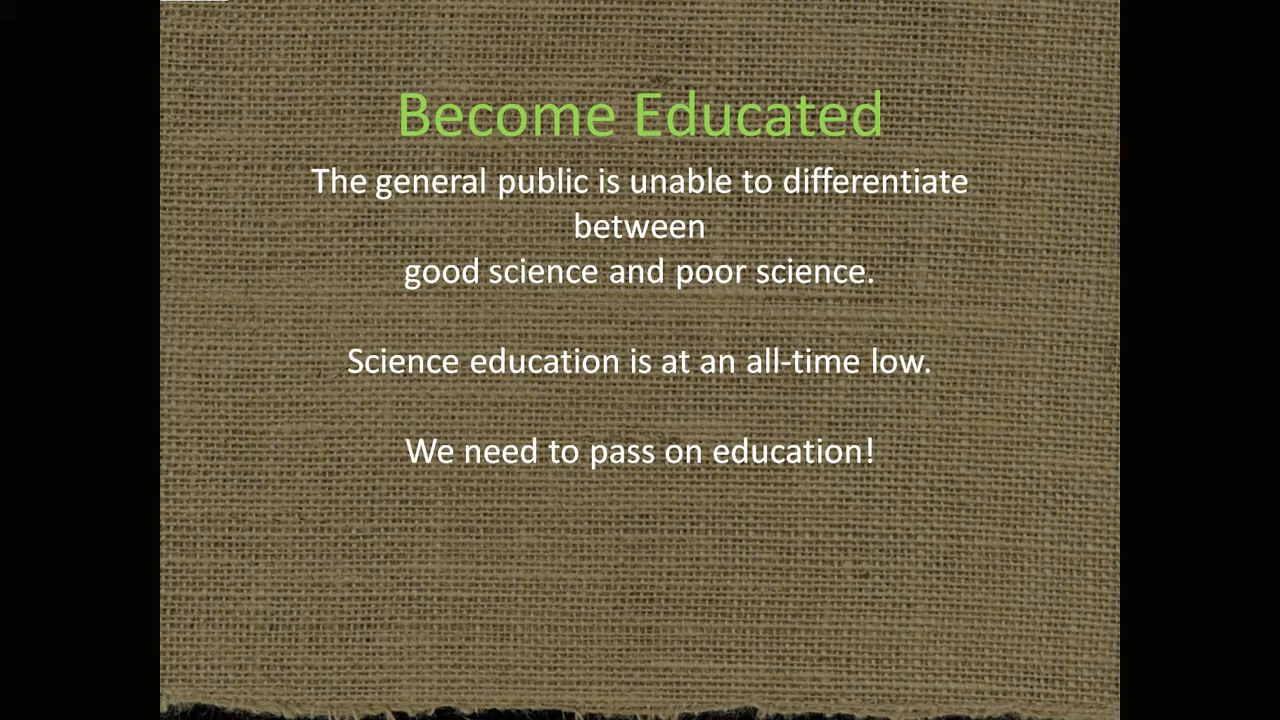 Become Educated
The general public is unable to differentiate
between
good science and poor science.
Science education is at an all-time low.
We need to pass on education!